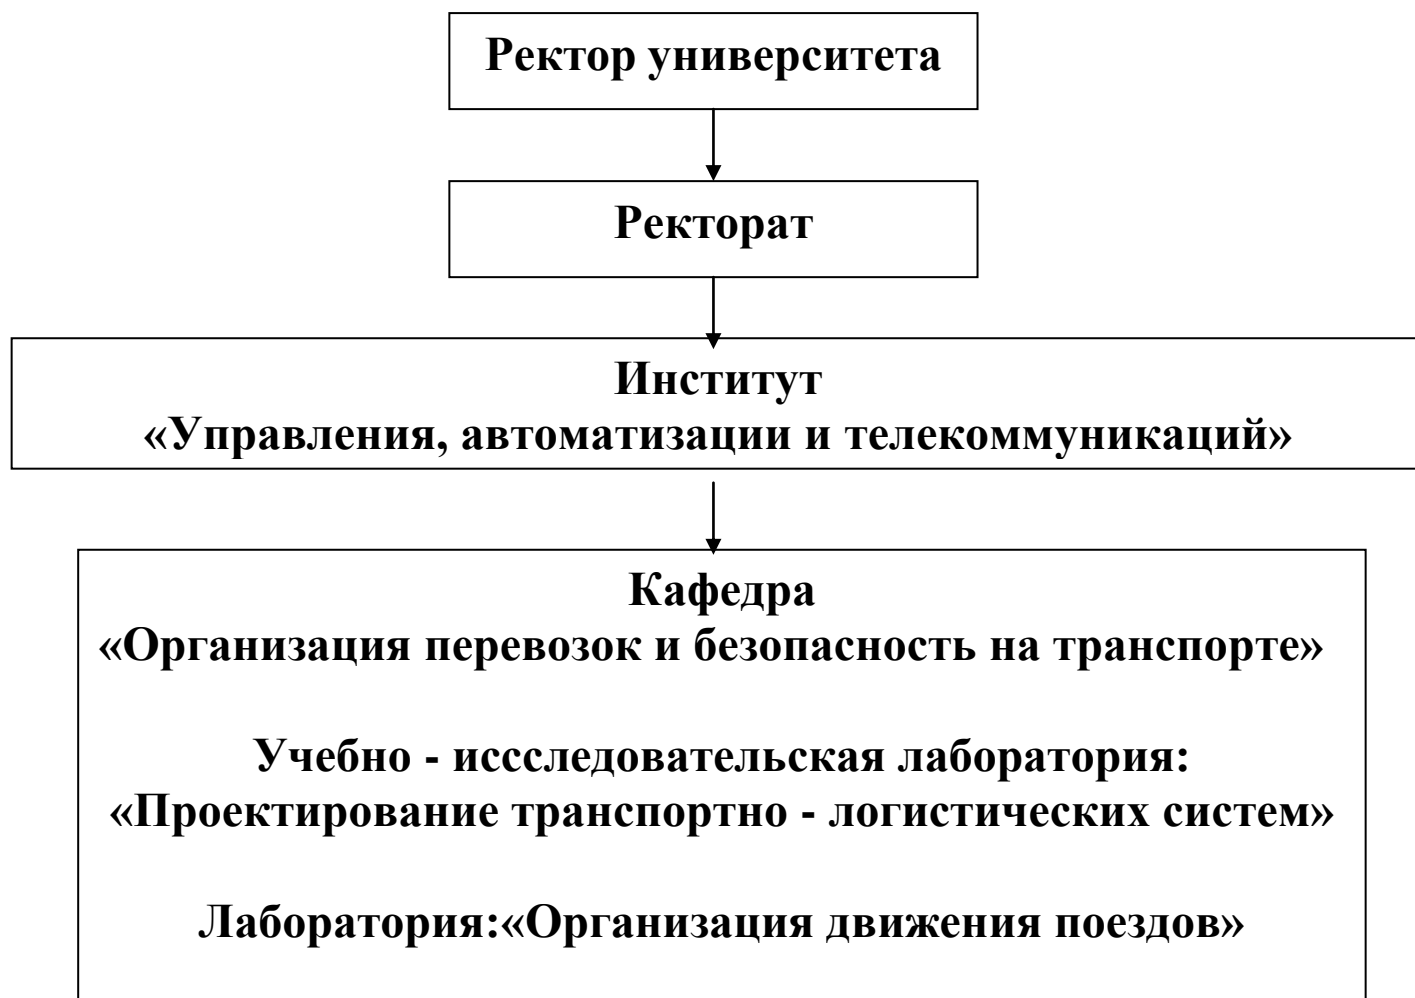 Ректор университета
Ректорат
Институт
«Управления, автоматизации и телекоммуникаций»
Кафедра
«Организация перевозок и безопасность на транспорте»
Учебно - иссследовательская лаборатория:
«Проектирование транспортно - логистических систем»
Лаборатория:«Организация движения поездов»